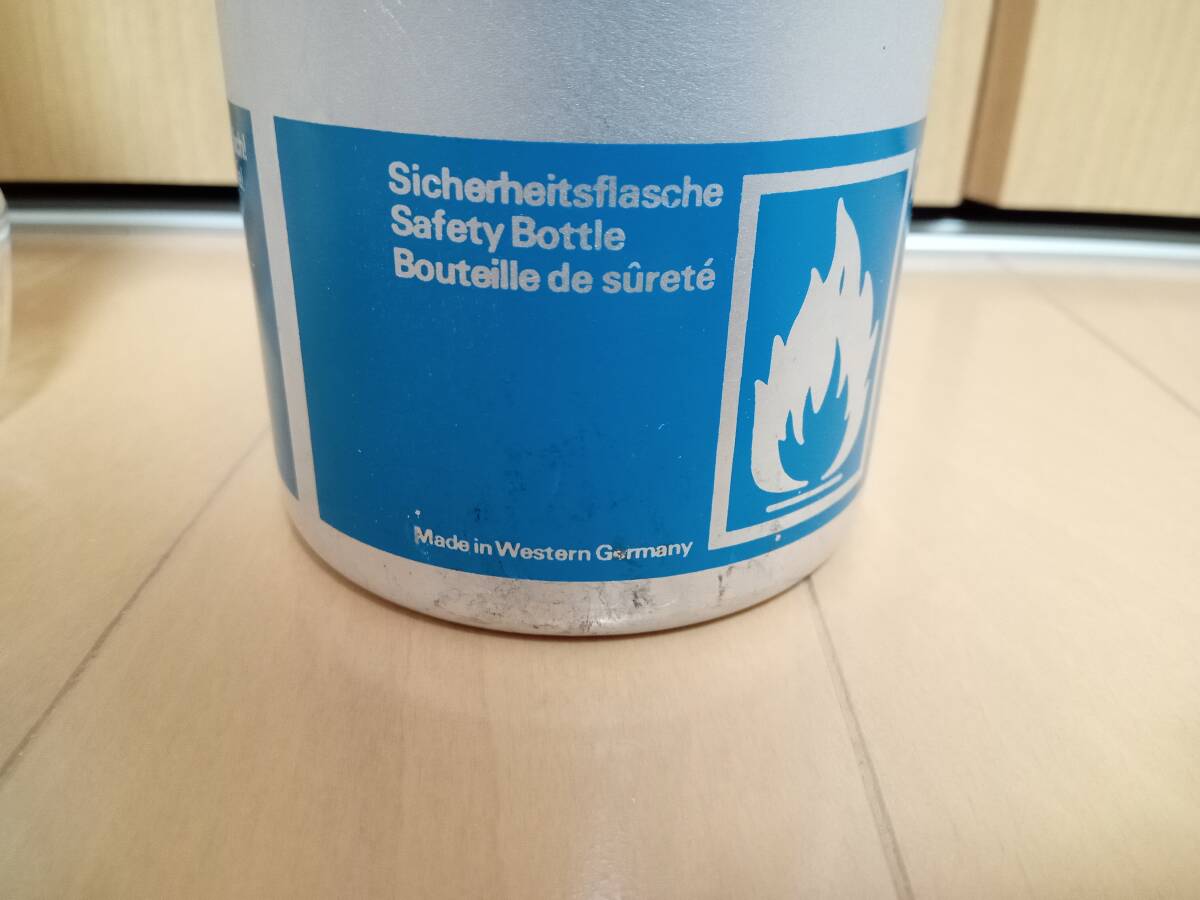 Sicherheitsflasche
Safety Bottle
Bouteille de sûreté
Made in Western Germany